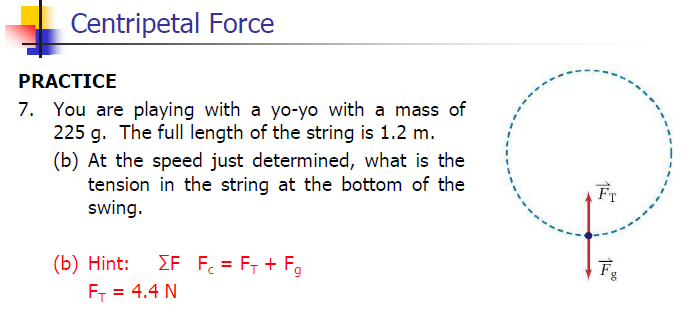 Centripetal Force
PRACTICE
7. You are playing with a yo-yo with a mass of
225 g. The full length of the string is 1.2 m.
(b) At the speed just determined, what is the
tension in the string at the bottom of the
swing.
(b) Hint: ΣF F_c = F_T + F_g
F_T = 4.4 N
F⃗_T
F⃗_g